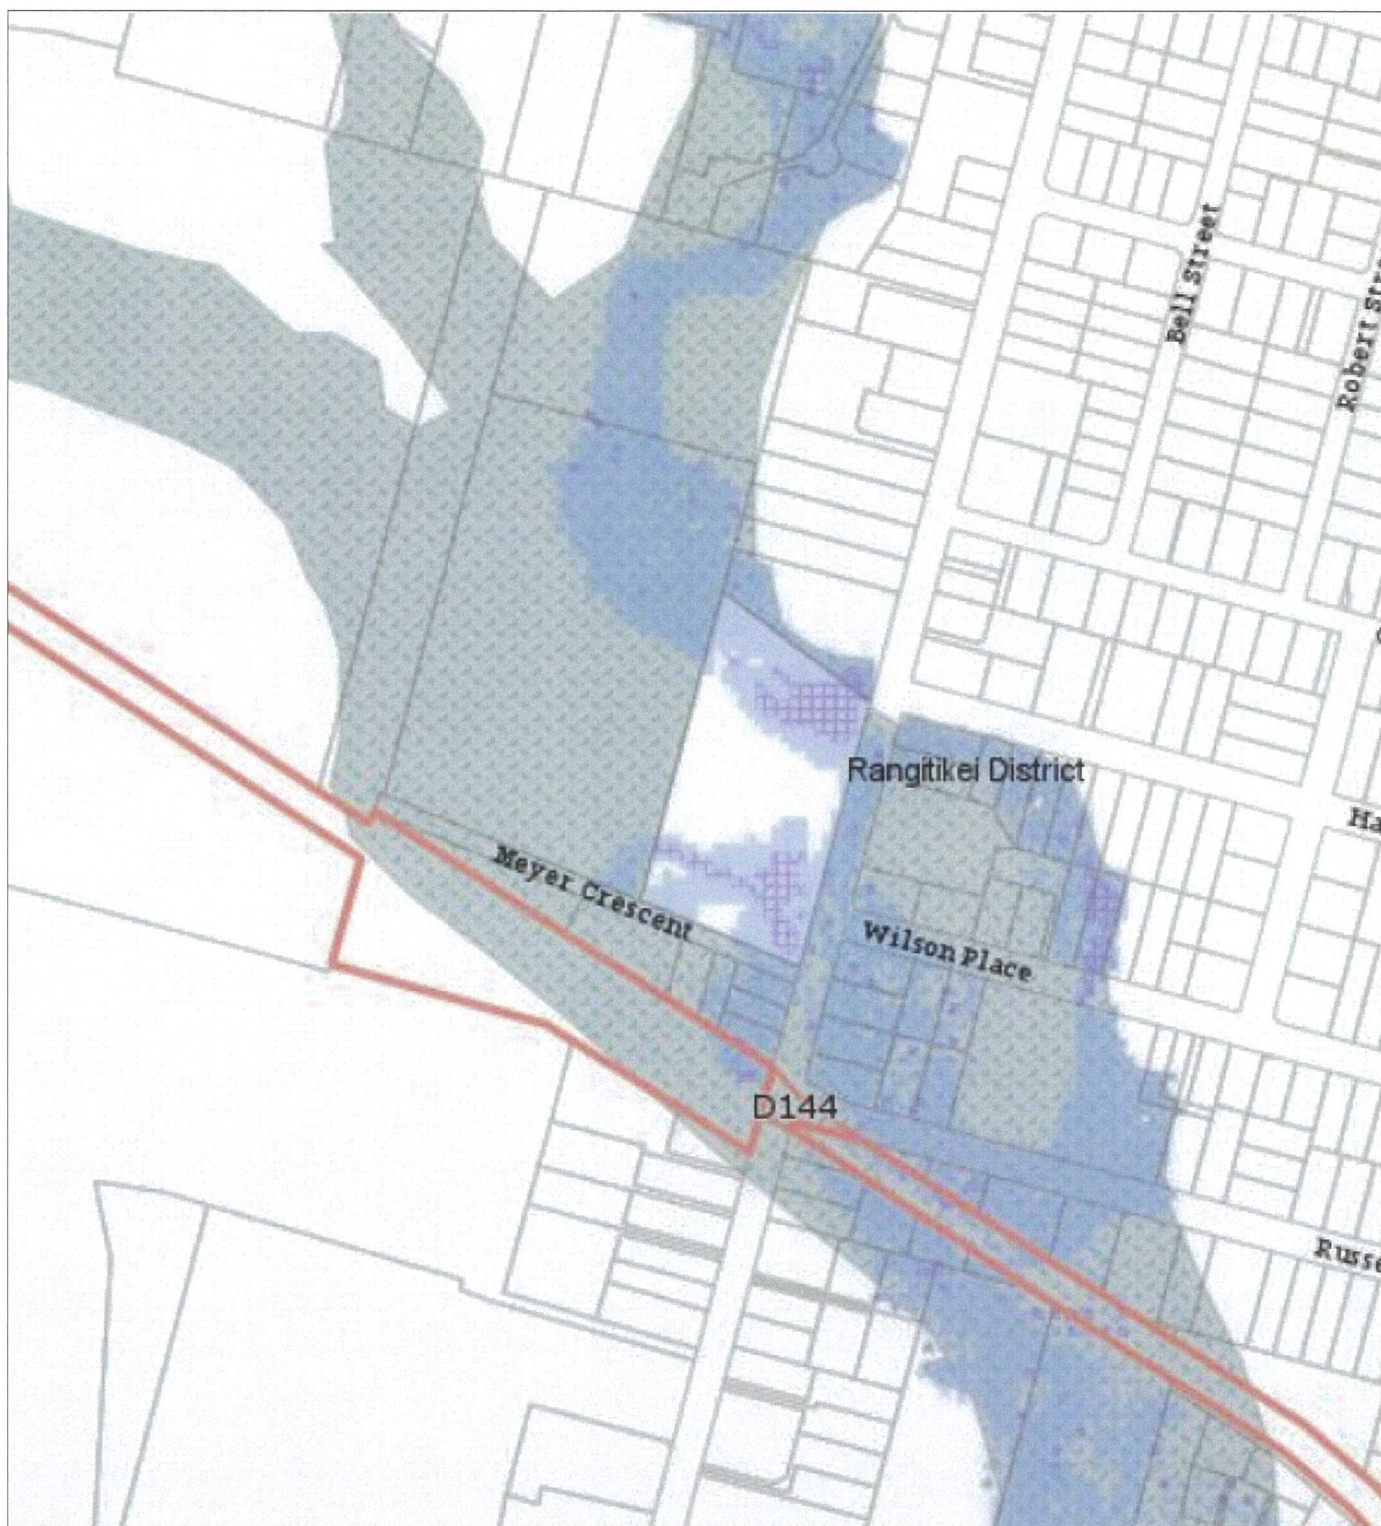 Bell Street
Rangitikei District
Meyer Crescent
Wilson Place
D144